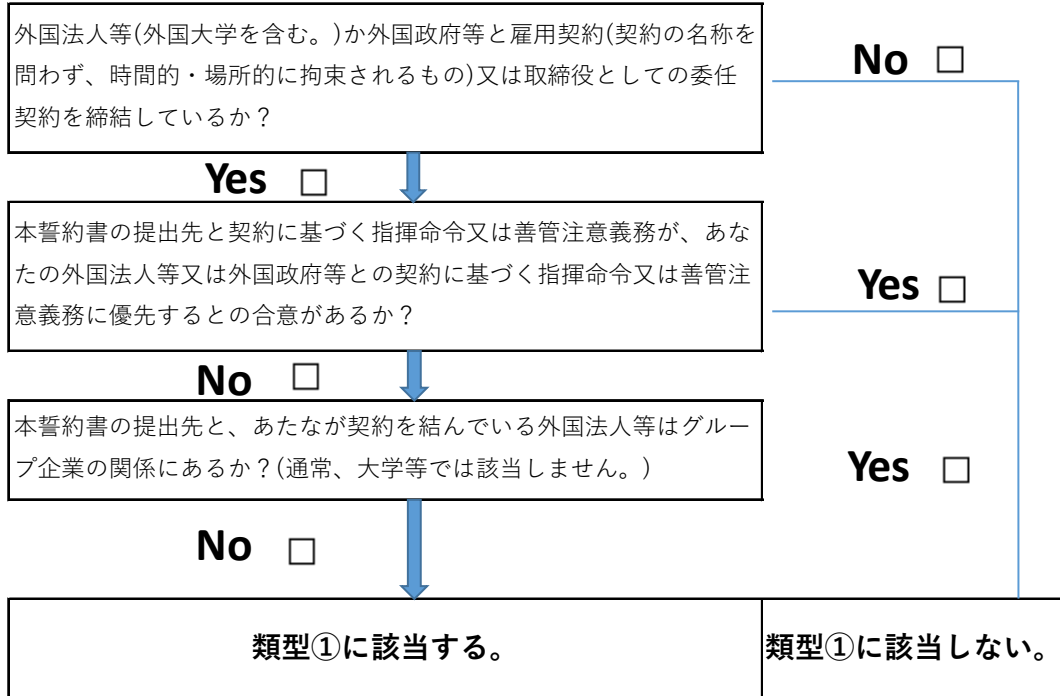 外国法人等(外国大学を含む。)か外国政府等と雇用契約(契約の名称を
問わず、時間的・場所的に拘束されるもの)又は取締役としての委任
契約を締結しているか？
No □
Yes □
本誓約書の提出先と契約に基づく指揮命令又は善管注意義務が、あな
たの外国法人等又は外国政府等との契約に基づく指揮命令又は善管注
意義務に優先するとの合意があるか？
Yes □
No □
本誓約書の提出先と、あたなが契約を結んでいる外国法人等はグルー
プ企業の関係にあるか？(通常、大学等では該当しません。)
Yes □
No □
類型①に該当する。
類型①に該当しない。